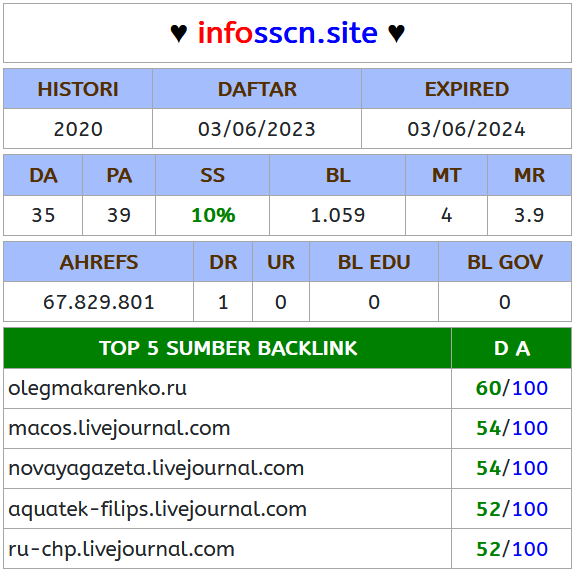 ♥ infosscn.site ♥
HISTORI DAFTAR EXPIRED
2020 03/06/2023 03/06/2024
DA PA SS BL MT MR
35 39 10% 1.059 4 3.9
AHREFS DR UR BL EDU BL GOV
67.829.801 1 0 0 0
TOP 5 SUMBER BACKLINK D A
olegmakarenko.ru 60/100
macos.livejournal.com 54/100
novayagazeta.livejournal.com 54/100
aquatek-filips.livejournal.com 52/100
ru-chp.livejournal.com 52/100